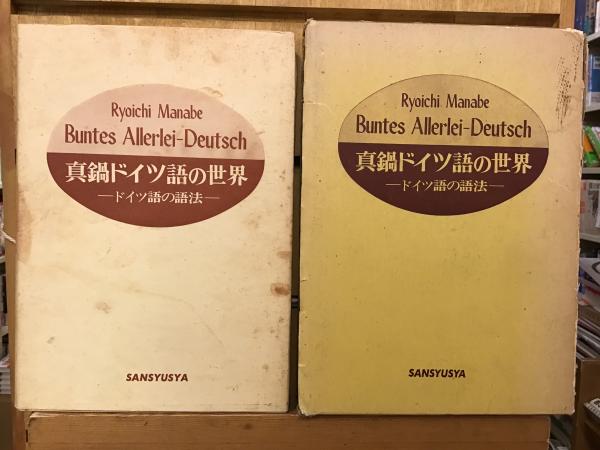 Ryoichi Manabe
Buntes Allerlei-Deutsch
真鍋ドイツ語の世界
―ドイツ語の語法―
SANSYUSYA
Ryoichi Manabe
Buntes Allerlei-Deutsch
真鍋ドイツ語の世界
―ドイツ語の語法―
SANSYUSYA